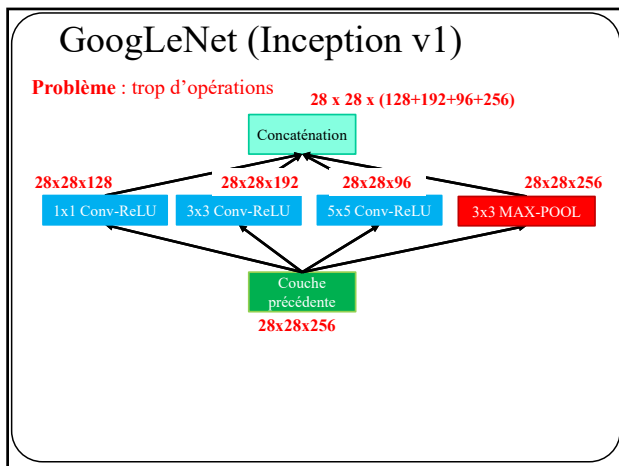 GoogLeNet (Inception v1)
Problème : trop d'opérations
28 x 28 x (128+192+96+256)
Concaténation
28x28x128
28x28x192
28x28x96
28x28x256
1x1 Conv-ReLU
3x3 Conv-ReLU
5x5 Conv-ReLU
3x3 MAX-POOL
Couche
précédente
28x28x256